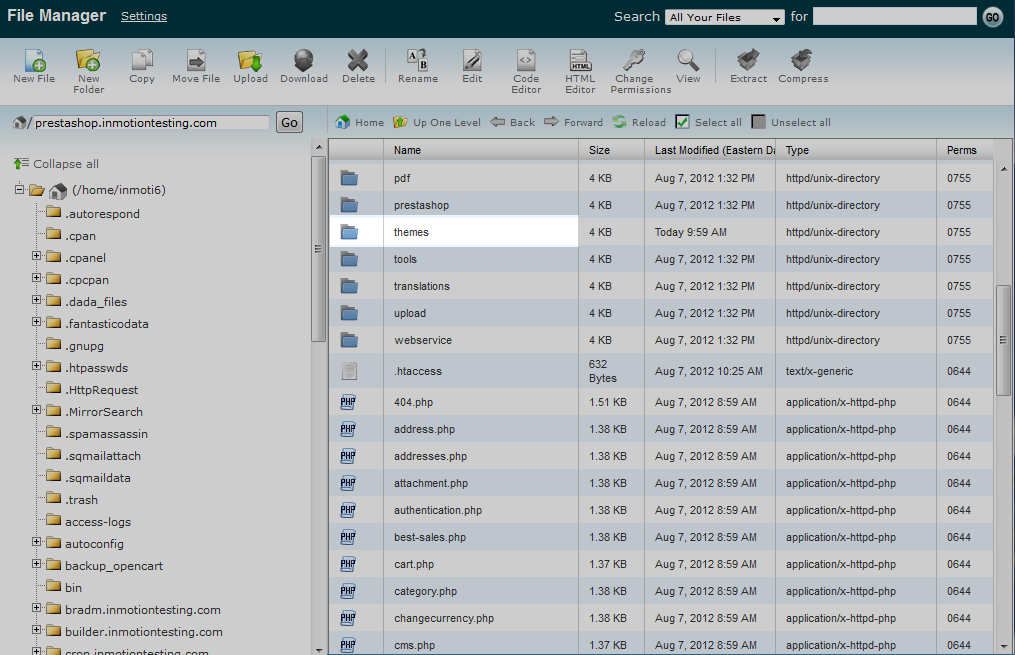 File Manager Settings Search All Your Files for GO
New File New Folder Copy Move File Upload Download Delete Rename Edit Code Editor HTML Editor Change Permissions View Extract Compress
/ prestashop.inmotiontesting.com Go
Home Up One Level Back Forward Reload Select all Unselect all
Collapse all
(/home/inmoti6)
.autorespond
.cpan
.cpanel
.cpcpan
.dada_files
.fantasticodata
.gnupg
.htpasswds
.HttpRequest
.MirrorSearch
.spamassassin
.sqmailattach
.sqmaildata
.trash
access-logs
autoconfig
backup_opencart
bin
bradm.inmotiontesting.com
builder.inmotiontesting.com
cron.inmotiontesting.com
Name Size Last Modified (Eastern Da Type Perms
pdf 4 KB Aug 7, 2012 1:32 PM httpd/unix-directory 0755
prestashop 4 KB Aug 7, 2012 1:32 PM httpd/unix-directory 0755
themes 4 KB Today 9:59 AM httpd/unix-directory 0755
tools 4 KB Aug 7, 2012 1:32 PM httpd/unix-directory 0755
translations 4 KB Aug 7, 2012 1:32 PM httpd/unix-directory 0755
upload 4 KB Aug 7, 2012 1:32 PM httpd/unix-directory 0755
webservice 4 KB Aug 7, 2012 1:32 PM httpd/unix-directory 0755
.htaccess 632 Bytes Aug 7, 2012 10:25 AM text/x-generic 0644
PHP 404.php 1.51 KB Aug 7, 2012 8:59 AM application/x-httpd-php 0644
PHP address.php 1.38 KB Aug 7, 2012 8:59 AM application/x-httpd-php 0644
PHP addresses.php 1.38 KB Aug 7, 2012 8:59 AM application/x-httpd-php 0644
PHP attachment.php 1.38 KB Aug 7, 2012 8:59 AM application/x-httpd-php 0644
PHP authentication.php 1.38 KB Aug 7, 2012 8:59 AM application/x-httpd-php 0644
PHP best-sales.php 1.38 KB Aug 7, 2012 8:59 AM application/x-httpd-php 0644
PHP cart.php 1.37 KB Aug 7, 2012 8:59 AM application/x-httpd-php 0644
PHP category.php 1.38 KB Aug 7, 2012 8:59 AM application/x-httpd-php 0644
PHP changecurrency.php 1.38 KB Aug 7, 2012 8:59 AM application/x-httpd-php 0644
PHP cms.php 1.37 KB Aug 7, 2012 8:59 AM application/x-httpd-php 0644